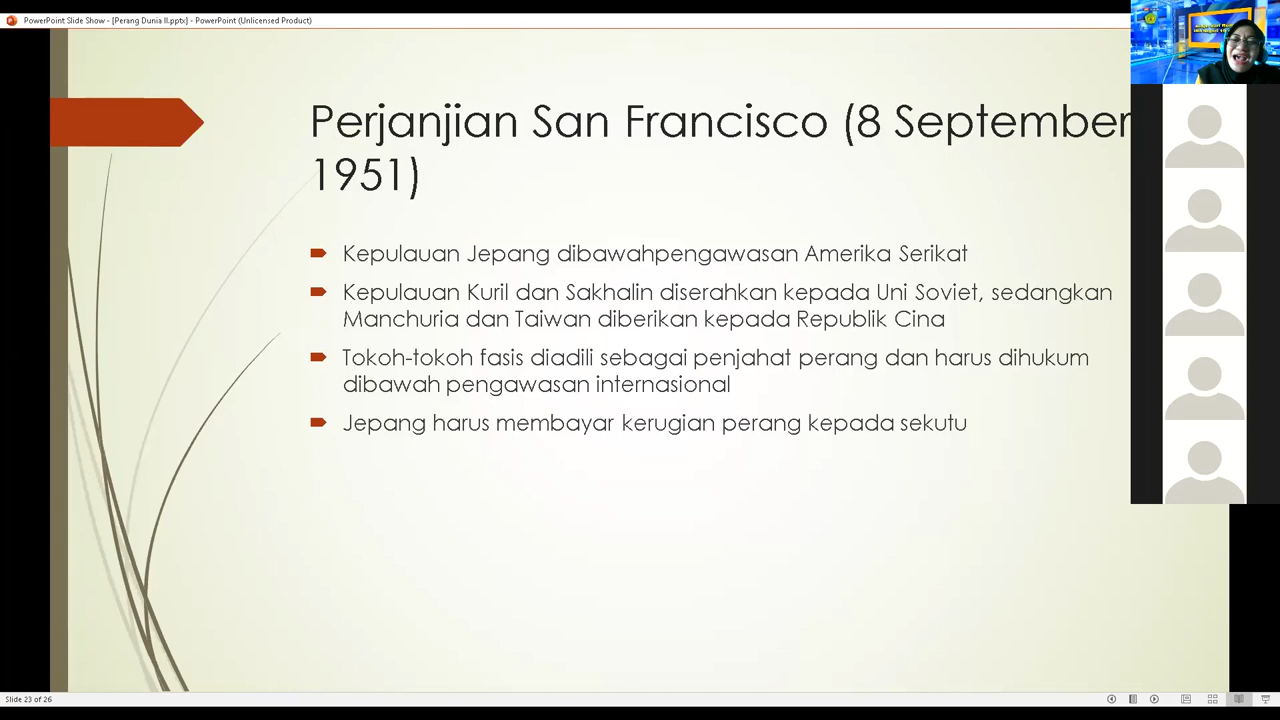 PowerPoint Slide Show - [Perang Dunia II.pptx] - PowerPoint (Unlicensed Product)
Perjanjian San Francisco (8 September
1951)
Kepulauan Jepang dibawahpengawasan Amerika Serikat
Kepulauan Kuril dan Sakhalin diserahkan kepada Uni Soviet, sedangkan
Manchuria dan Taiwan diberikan kepada Republik Cina
Tokoh-tokoh fasis diadili sebagai penjahat perang dan harus dihukum
dibawah pengawasan internasional
Jepang harus membayar kerugian perang kepada sekutu
Slide 23 of 26